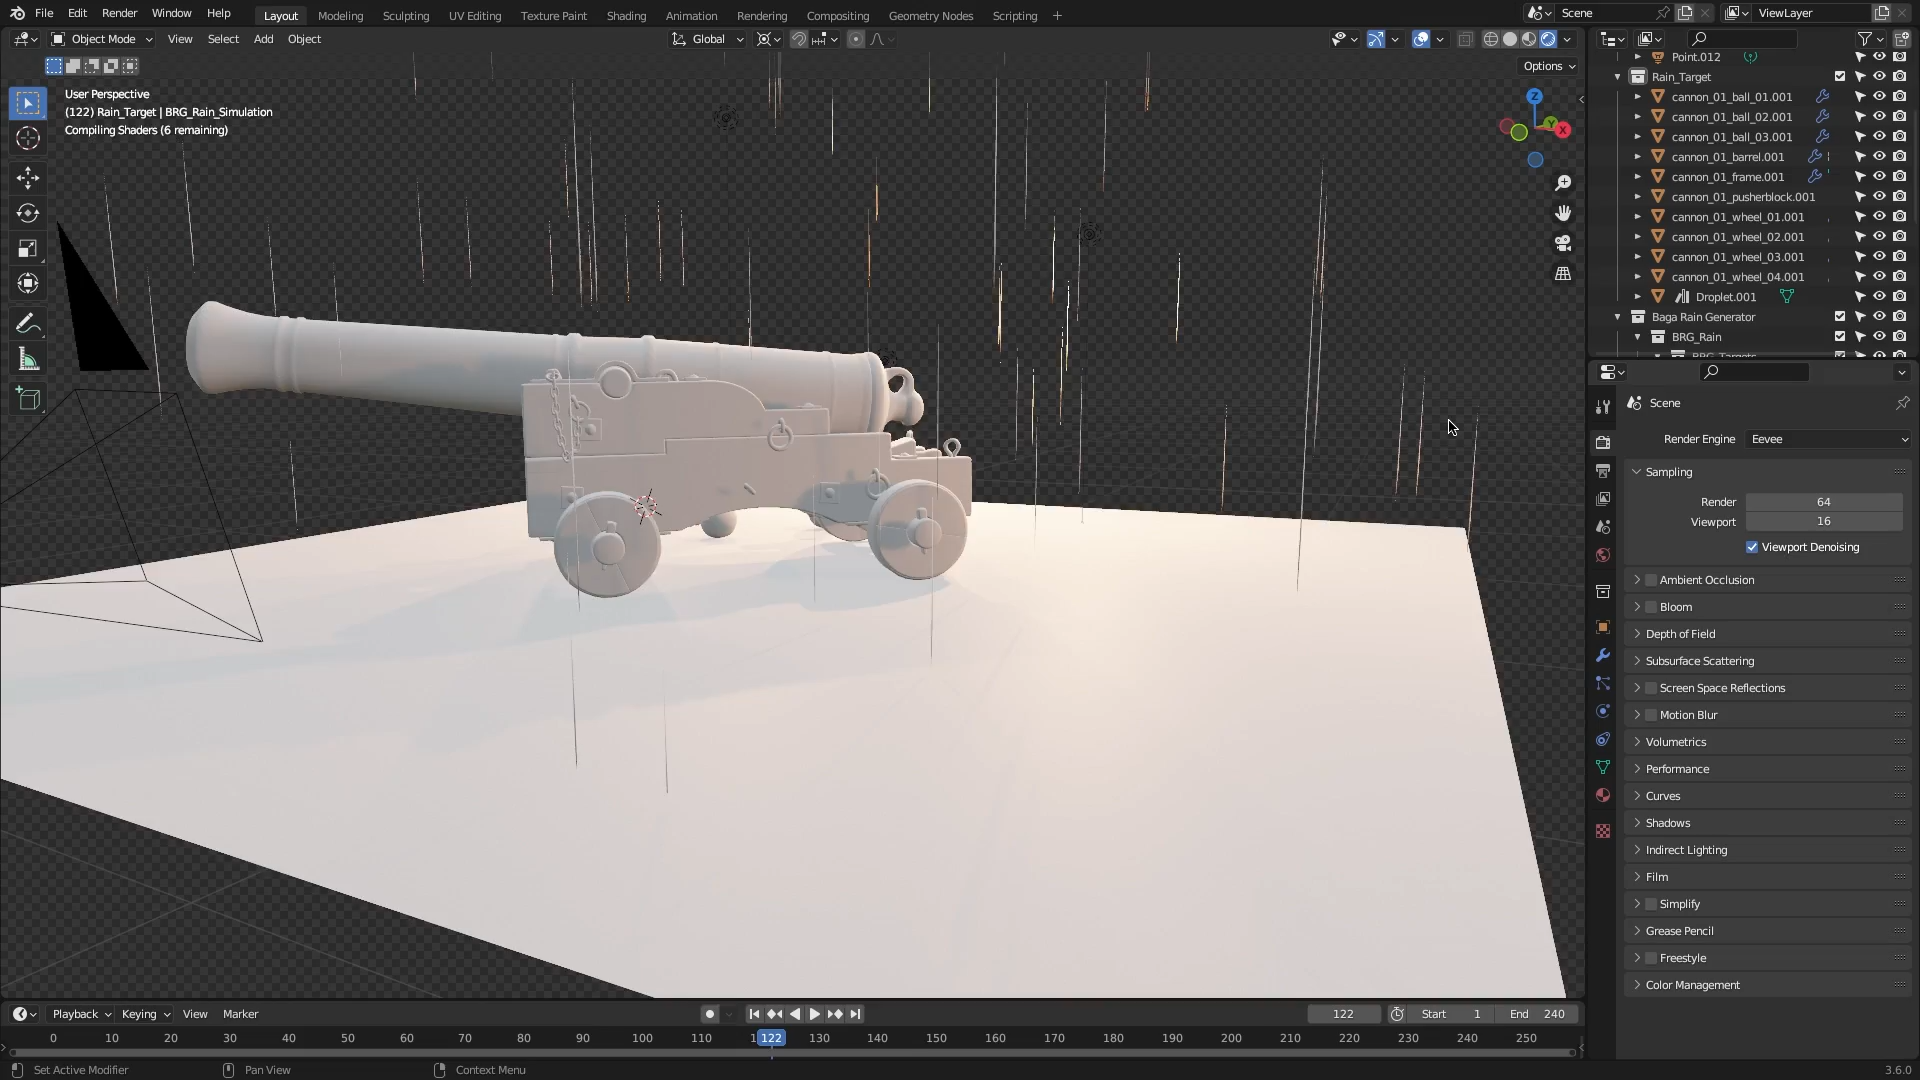 File Edit Render Window Help Layout Modeling Sculpting UV Editing Texture Paint Shading Animation Rendering Compositing Geometry Nodes Scripting + Scene ViewLayer
Object Mode View Select Add Object Global
Options
User Perspective
(122) Rain_Target | BRG_Rain_Simulation
Compiling Shaders (6 remaining)
Z
Y
X
Point.012
Rain_Target
cannon_01_ball_01.001
cannon_01_ball_02.001
cannon_01_ball_03.001
cannon_01_barrel.001
cannon_01_frame.001
cannon_01_pusherblock.001
cannon_01_wheel_01.001
cannon_01_wheel_02.001
cannon_01_wheel_03.001
cannon_01_wheel_04.001
Droplet.001
Baga Rain Generator
BRG_Rain
BRG_Targets
Scene
Render Engine Eevee
Sampling
Render 64
Viewport 16
Viewport Denoising
Ambient Occlusion
Bloom
Depth of Field
Subsurface Scattering
Screen Space Reflections
Motion Blur
Volumetrics
Performance
Curves
Shadows
Indirect Lighting
Film
Simplify
Grease Pencil
Freestyle
Color Management
Playback Keying View Marker 122 Start 1 End 240
0 10 20 30 40 50 60 70 80 90 100 110 122 130 140 150 160 170 180 190 200 210 220 230 240 250
Set Active Modifier Pan View Context Menu 3.6.0